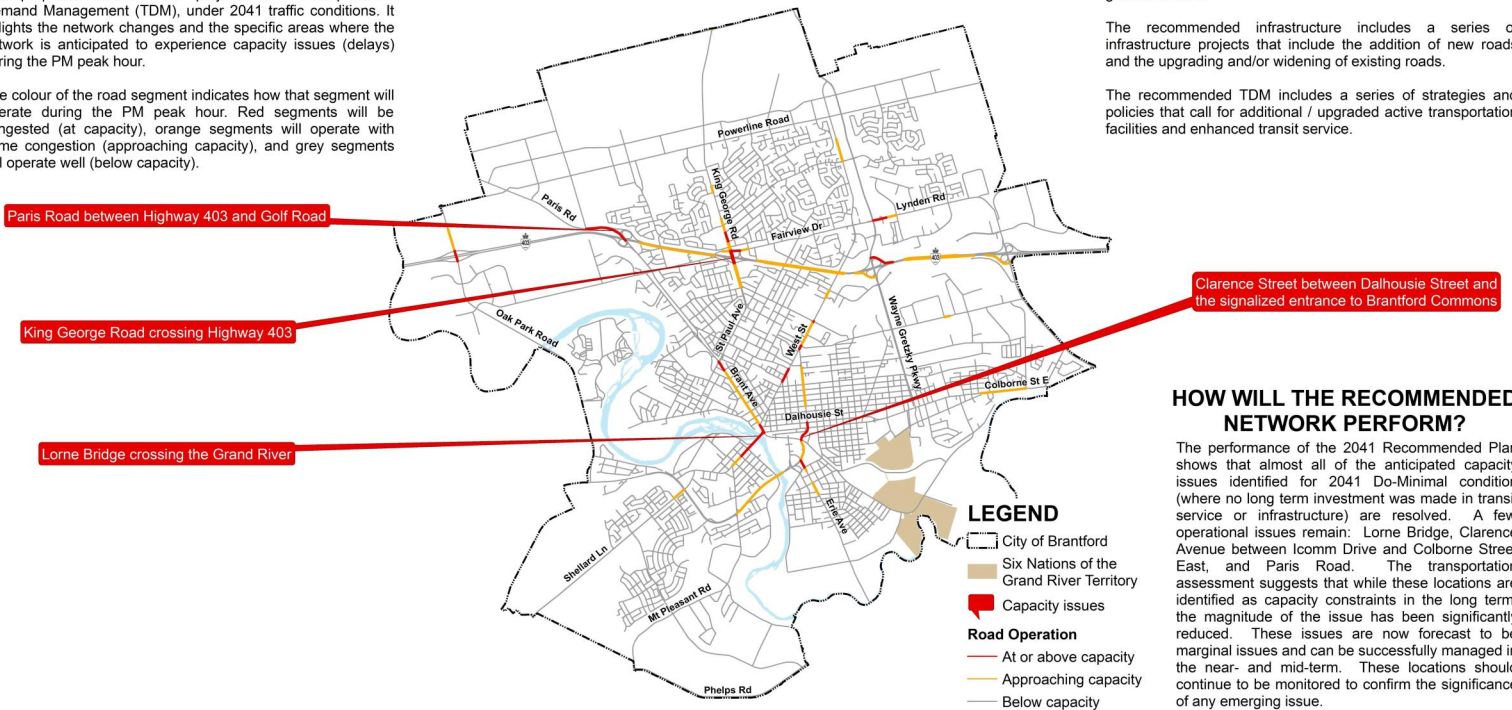 emand Management (TDM), under 2041 traffic conditions. It
lights the network changes and the specific areas where the
twork is anticipated to experience capacity issues (delays)
ring the PM peak hour.
e colour of the road segment indicates how that segment will
erate during the PM peak hour. Red segments will be
ngested (at capacity), orange segments will operate with
me congestion (approaching capacity), and grey segments
l operate well (below capacity).
The recommended infrastructure includes a series o
infrastructure projects that include the addition of new roads
and the upgrading and/or widening of existing roads.
The recommended TDM includes a series of strategies and
policies that call for additional / upgraded active transportation
facilities and enhanced transit service.
Paris Road between Highway 403 and Golf Road
King George Road crossing Highway 403
Lorne Bridge crossing the Grand River
Clarence Street between Dalhousie Street and
the signalized entrance to Brantford Commons
Powerline Road
King George Rd
Paris Rd
Lynden Rd
Fairview Dr
403
403
Oak Park Road
St Paul Ave
West St
Wayne Gretzky Pkwy
Brant Ave
Colborne St E
Dalhousie St
Erie Ave
Shellard Ln
Mt Pleasant Rd
Phelps Rd
LEGEND
City of Brantford
Six Nations of the
Grand River Territory
Capacity issues
Road Operation
At or above capacity
Approaching capacity
Below capacity
HOW WILL THE RECOMMENDED
NETWORK PERFORM?
The performance of the 2041 Recommended Plan
shows that almost all of the anticipated capacity
issues identified for 2041 Do-Minimal condition
(where no long term investment was made in transit
service or infrastructure) are resolved. A few
operational issues remain: Lorne Bridge, Clarence
Avenue between Icomm Drive and Colborne Street
East, and Paris Road. The transportation
assessment suggests that while these locations are
identified as capacity constraints in the long term
the magnitude of the issue has been significantly
reduced. These issues are now forecast to be
marginal issues and can be successfully managed in
the near- and mid-term. These locations should
continue to be monitored to confirm the significance
of any emerging issue.